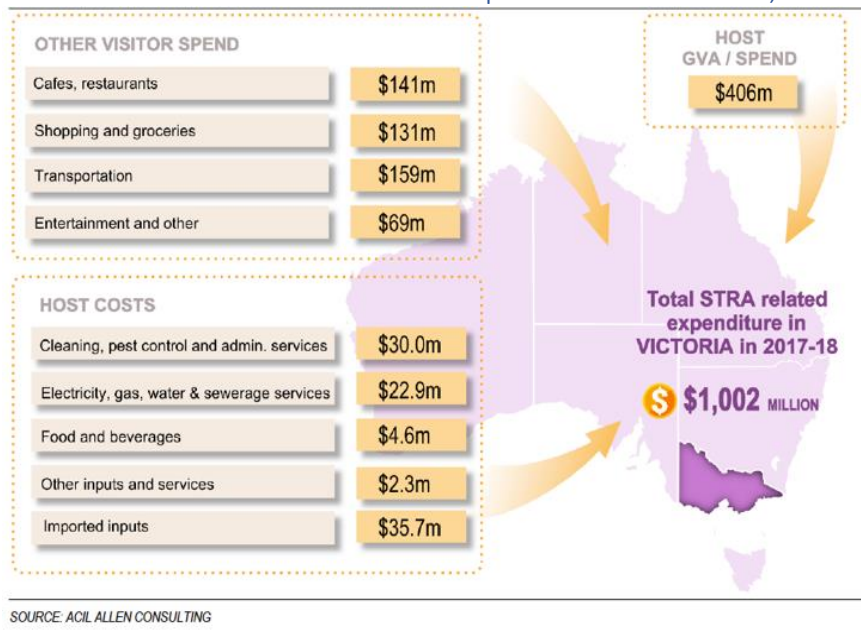 OTHER VISITOR SPEND
Cafes, restaurants $141m
Shopping and groceries $131m
Transportation $159m
Entertainment and other $69m
HOST
GVA / SPEND
$406m
HOST COSTS
Cleaning, pest control and admin. services $30.0m
Electricity, gas, water & sewerage services $22.9m
Food and beverages $4.6m
Other inputs and services $2.3m
Imported inputs $35.7m
Total STRA related
expenditure in
VICTORIA in 2017-18
$ $1,002 MILLION
SOURCE: ACIL ALLEN CONSULTING